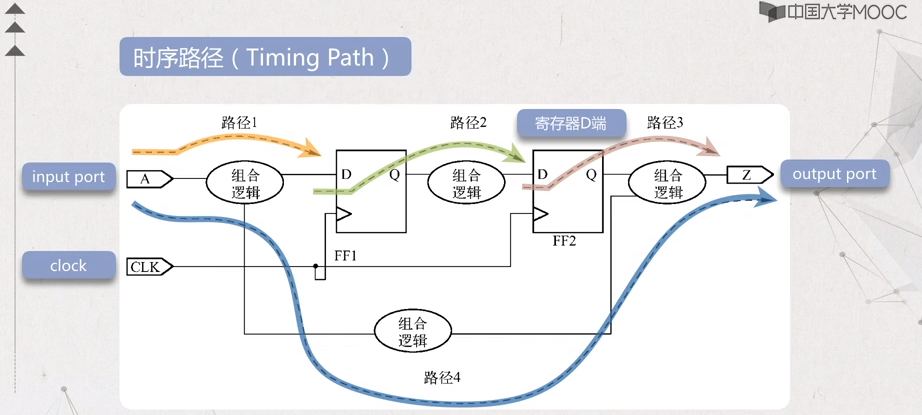 中国大学MOOC
时序路径（Timing Path）
路径1
路径2
寄存器D端
路径3
input port
A
组合
逻辑
D
Q
组合
逻辑
D
Q
组合
逻辑
Z
output port
clock
CLK
FF1
FF2
组合
逻辑
路径4